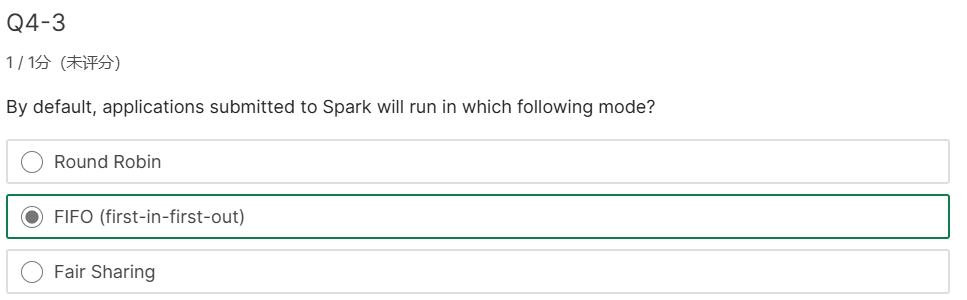 Q4-3
1 / 1分（未评分）
By default, applications submitted to Spark will run in which following mode?
Round Robin
FIFO (first-in-first-out)
Fair Sharing